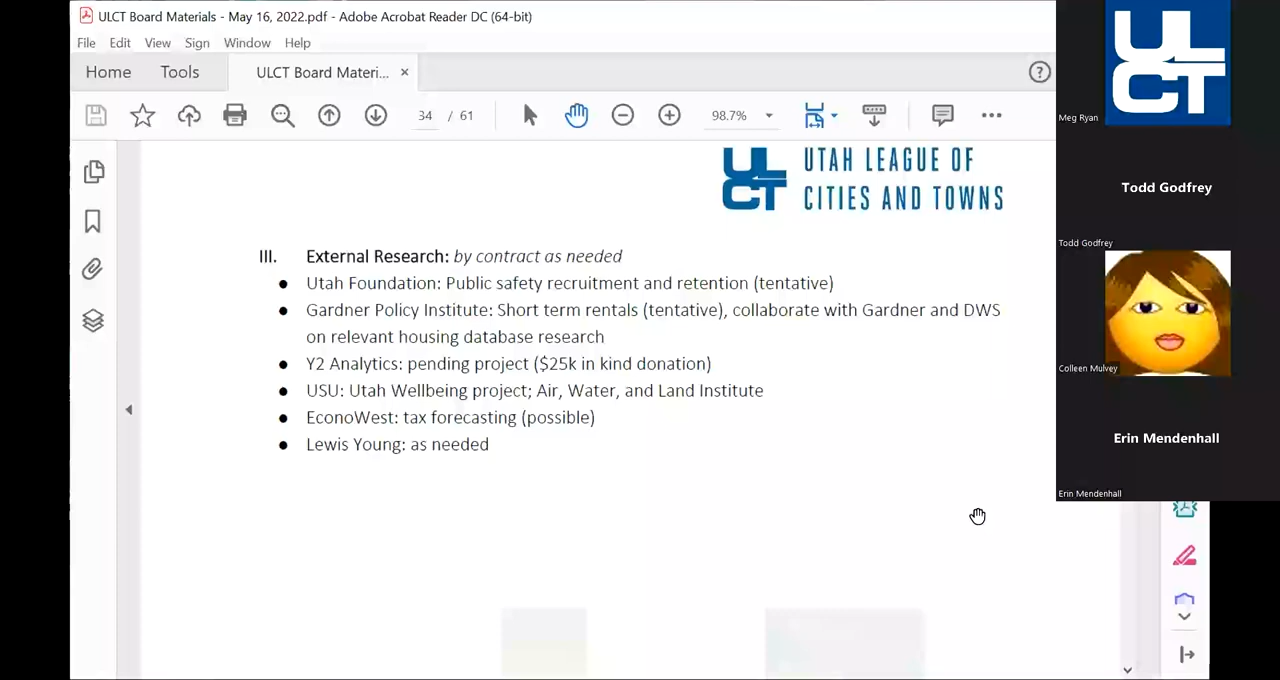 ULCT Board Materials - May 16, 2022.pdf - Adobe Acrobat Reader DC (64-bit)
File Edit View Sign Window Help
Home Tools ULCT Board Materi... ×
34 / 61 98.7%
UL
CT
UTAH LEAGUE OF
CITIES AND TOWNS
III. External Research: by contract as needed
● Utah Foundation: Public safety recruitment and retention (tentative)
● Gardner Policy Institute: Short term rentals (tentative), collaborate with Gardner and DWS
on relevant housing database research
● Y2 Analytics: pending project ($25k in kind donation)
● USU: Utah Wellbeing project; Air, Water, and Land Institute
● EconoWest: tax forecasting (possible)
● Lewis Young: as needed
UL
CT
Meg Ryan
Todd Godfrey
Todd Godfrey
Colleen Mulvey
Erin Mendenhall
Erin Mendenhall